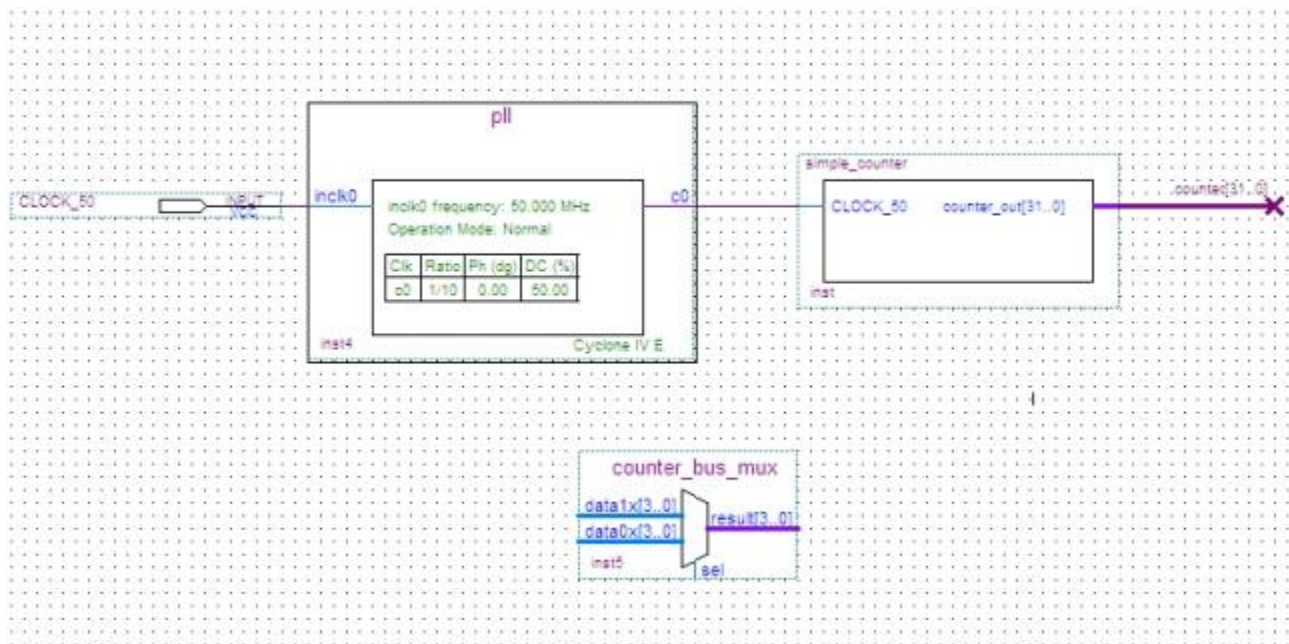 pll
simple_counter
CLOCK_50
INPUT
VCC
inclk0
c0
counter[31..0]
inclk0 frequency: 50.000 MHz
Operation Mode: Normal
CLOCK_50
counter_out[31..0]
Clk Ratio Ph (dg) DC (%)
c0 1/10 0.00 50.00
inst
inst4
Cyclone IV E
counter_bus_mux
data1x[3..0]
result[3..0]
data0x[3..0]
inst5
sel